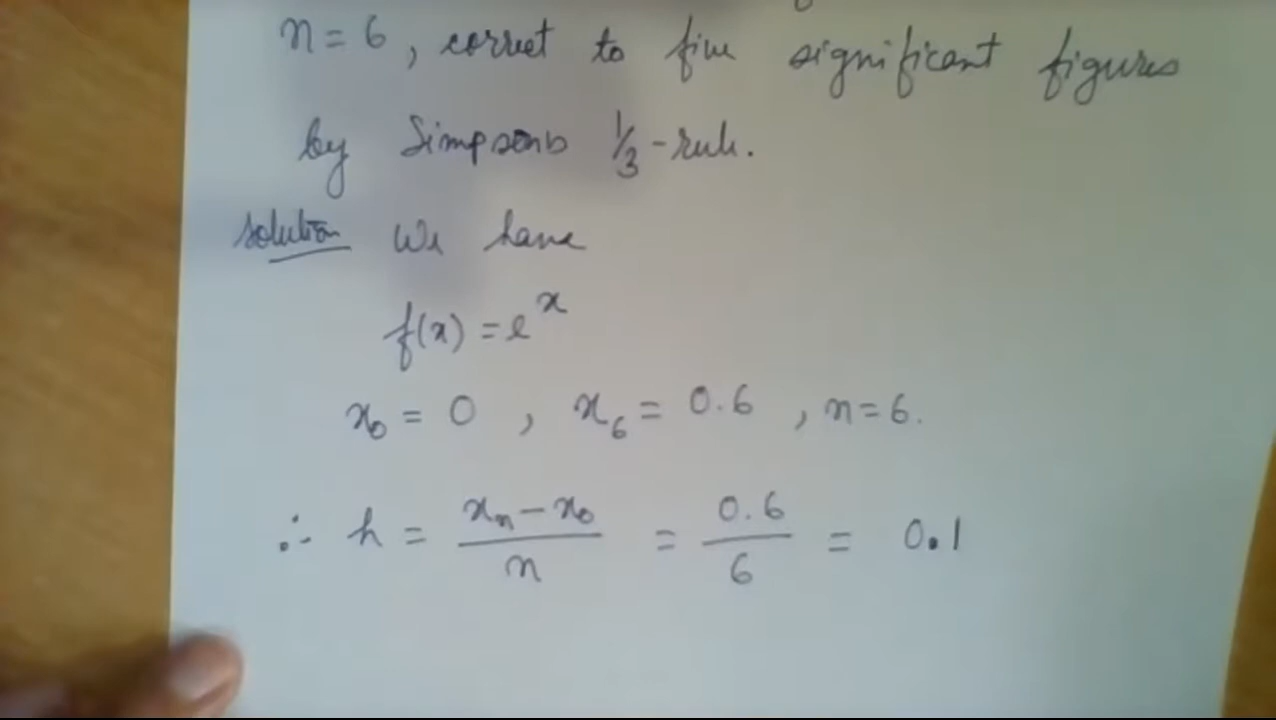 n = 6, correct to five significant figures
by Simpson's 1/3-rule.
Solution We have
f(x) = e^x
x₀ = 0 , x₆ = 0.6 , n = 6.
∴ h = (xₙ - x₀)/n = 0.6/6 = 0.1